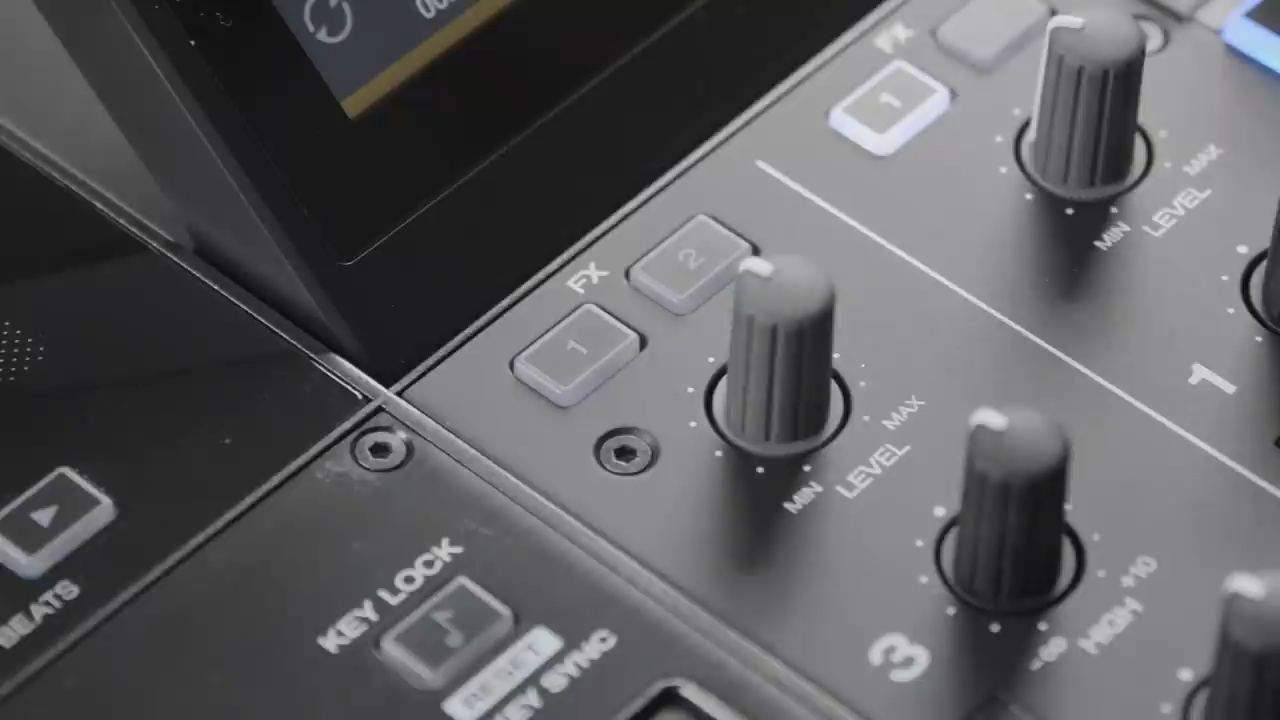 FX
1
MAX
LEVEL
MIN
FX
2
1
MAX
LEVEL
MIN
1
BEATS
KEY LOCK
RESET
KEY SYNC
3
+10
HIGH
-∞